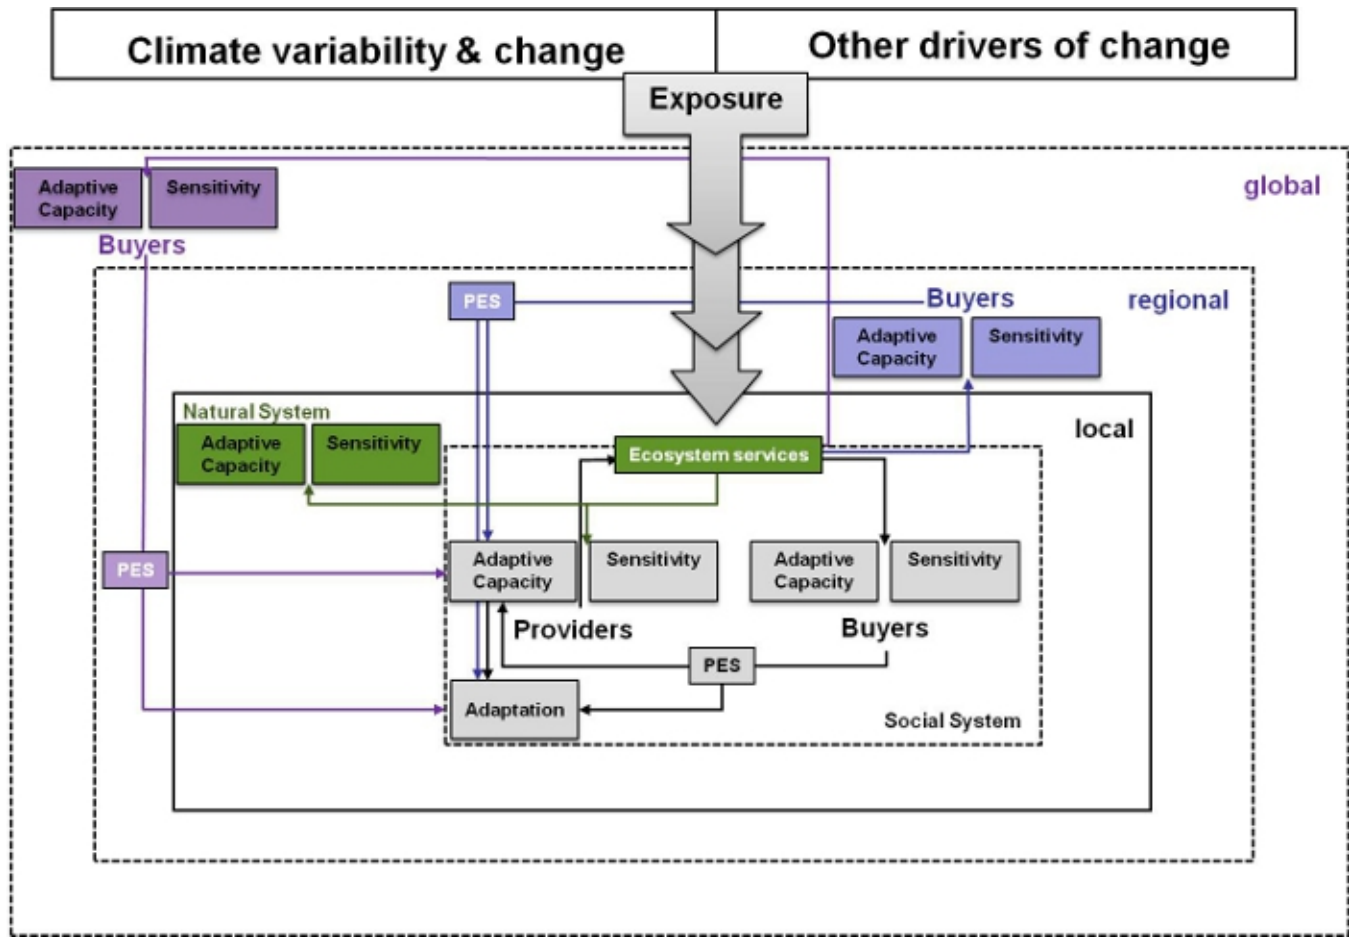 Climate variability & change
Other drivers of change
Exposure
global
Adaptive
Capacity
Sensitivity
Buyers
regional
PES
Buyers
Adaptive
Capacity
Sensitivity
local
Natural System
Adaptive
Capacity
Sensitivity
Ecosystem services
PES
Adaptive
Capacity
Sensitivity
Adaptive
Capacity
Sensitivity
Providers
Buyers
PES
Adaptation
Social System